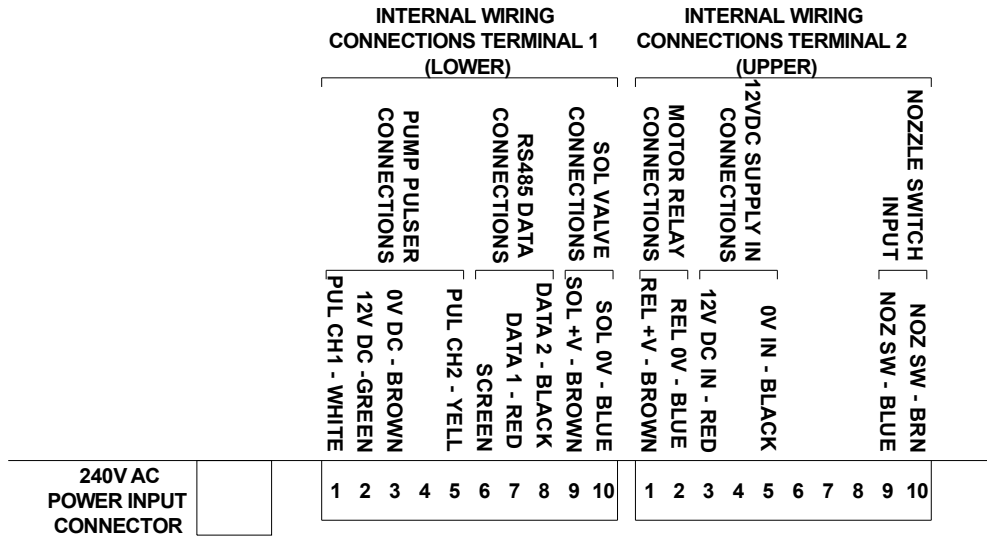 INTERNAL WIRING
CONNECTIONS TERMINAL 1
(LOWER)
INTERNAL WIRING
CONNECTIONS TERMINAL 2
(UPPER)
PUMP PULSER
CONNECTIONS
RS485 DATA
CONNECTIONS
SOL VALVE
CONNECTIONS
MOTOR RELAY
CONNECTIONS
12VDC SUPPLY IN
CONNECTIONS
NOZZLE SWITCH
INPUT
PUL CH1 - WHITE
12V DC -GREEN
0V DC - BROWN
PUL CH2 - YELL
SCREEN
DATA 1 - RED
DATA 2 - BLACK
SOL +V - BROWN
SOL 0V - BLUE
REL +V - BROWN
REL 0V - BLUE
12V DC IN - RED
0V IN - BLACK
NOZ SW - BLUE
NOZ SW - BRN
240V AC
POWER INPUT
CONNECTOR
1 2 3 4 5 6 7 8 9 10
1 2 3 4 5 6 7 8 9 10